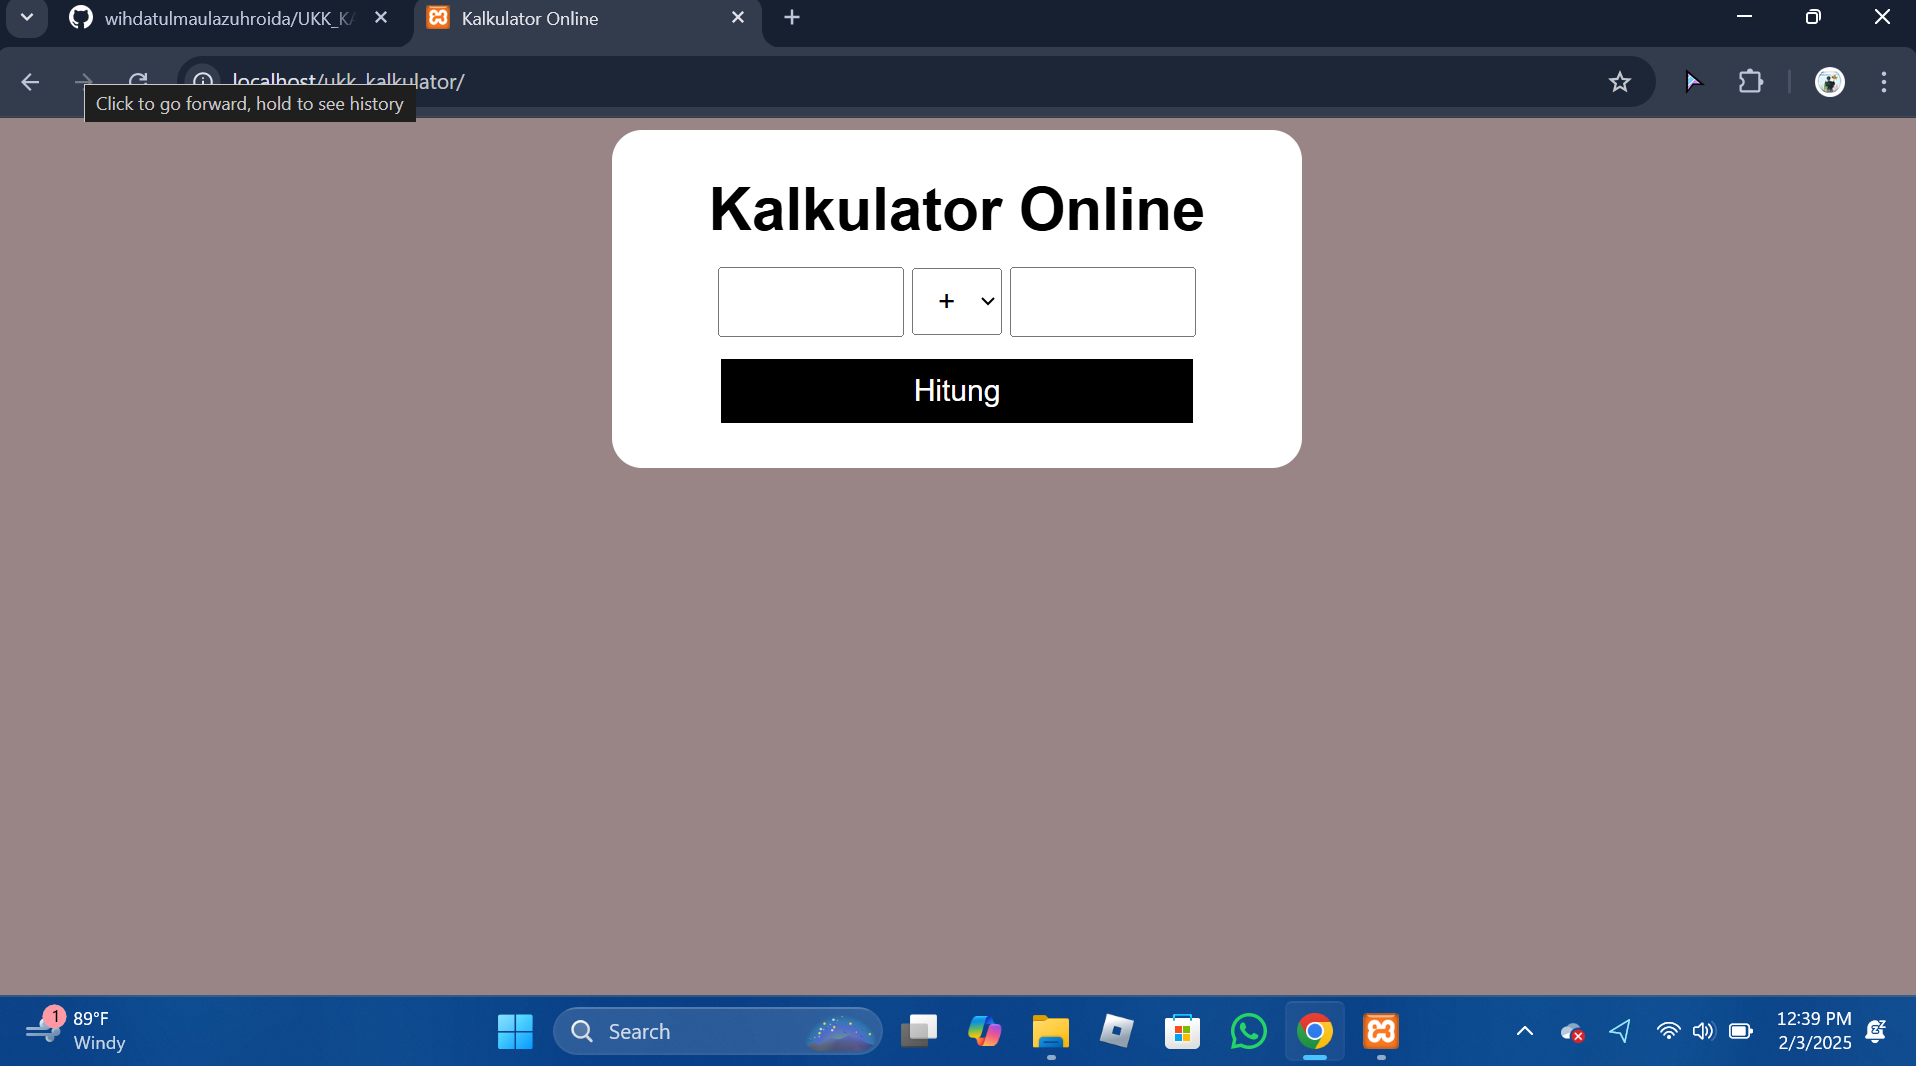 wihdatulmaulazuhroida/UKK_KA
Kalkulator Online
localhost/ukk_kalkulator/
Click to go forward, hold to see history
Kalkulator Online
+
Hitung
1
89°F
Windy
Search
12:39 PM
2/3/2025